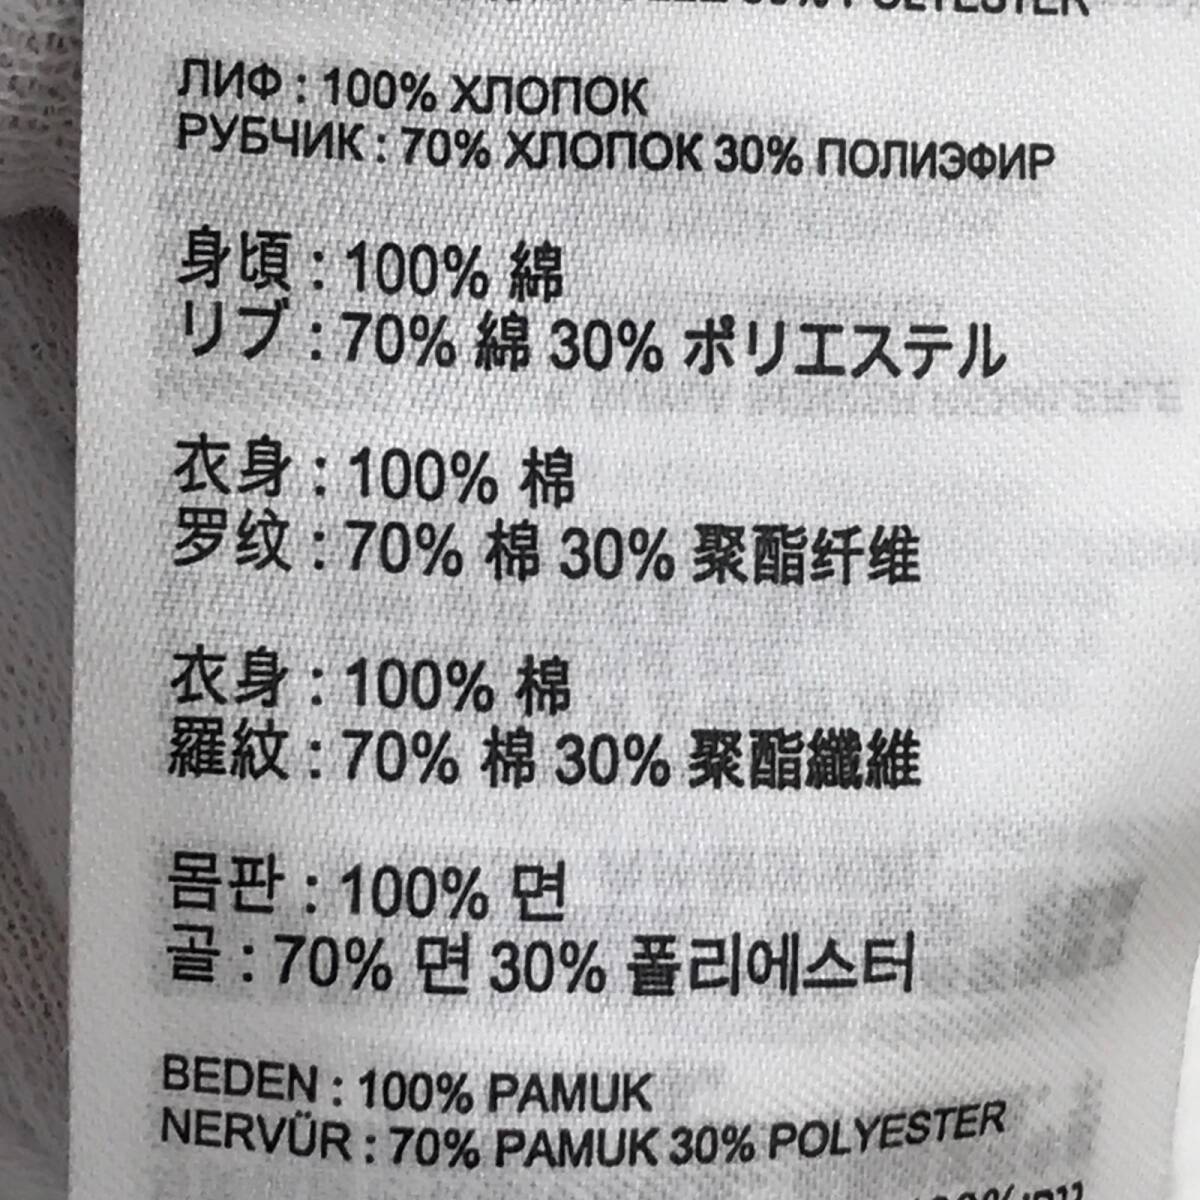 30% POLYESTER
ЛИФ : 100% ХЛОПОК
РУБЧИК : 70% ХЛОПОК 30% ПОЛИЭФИР
身頃 : 100% 綿
リブ : 70% 綿 30% ポリエステル
衣身 : 100% 棉
罗纹 : 70% 棉 30% 聚酯纤维
衣身 : 100% 棉
羅紋 : 70% 棉 30% 聚酯纖維
몸판 : 100% 면
골 : 70% 면 30% 폴리에스터
BEDEN : 100% PAMUK
NERVÜR : 70% PAMUK 30% POLYESTER